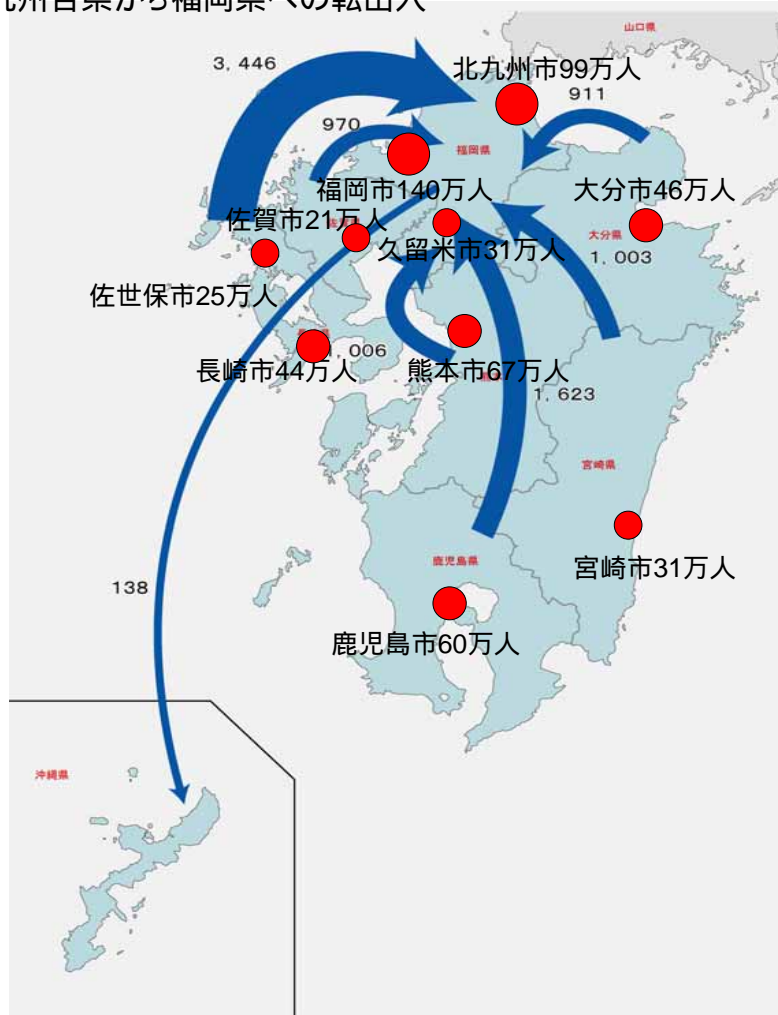 九州各県から福岡県への転出入
山口県
3, 446
北九州市99万人
911
970
福岡県
福岡市140万人
大分市46万人
佐賀市21万人
大分県
久留米市31万人
1, 003
佐世保市25万人
1, 006
長崎市44万人
熊本市67万人
1, 623
宮崎県
鹿児島県
宮崎市31万人
138
鹿児島市60万人
沖縄県